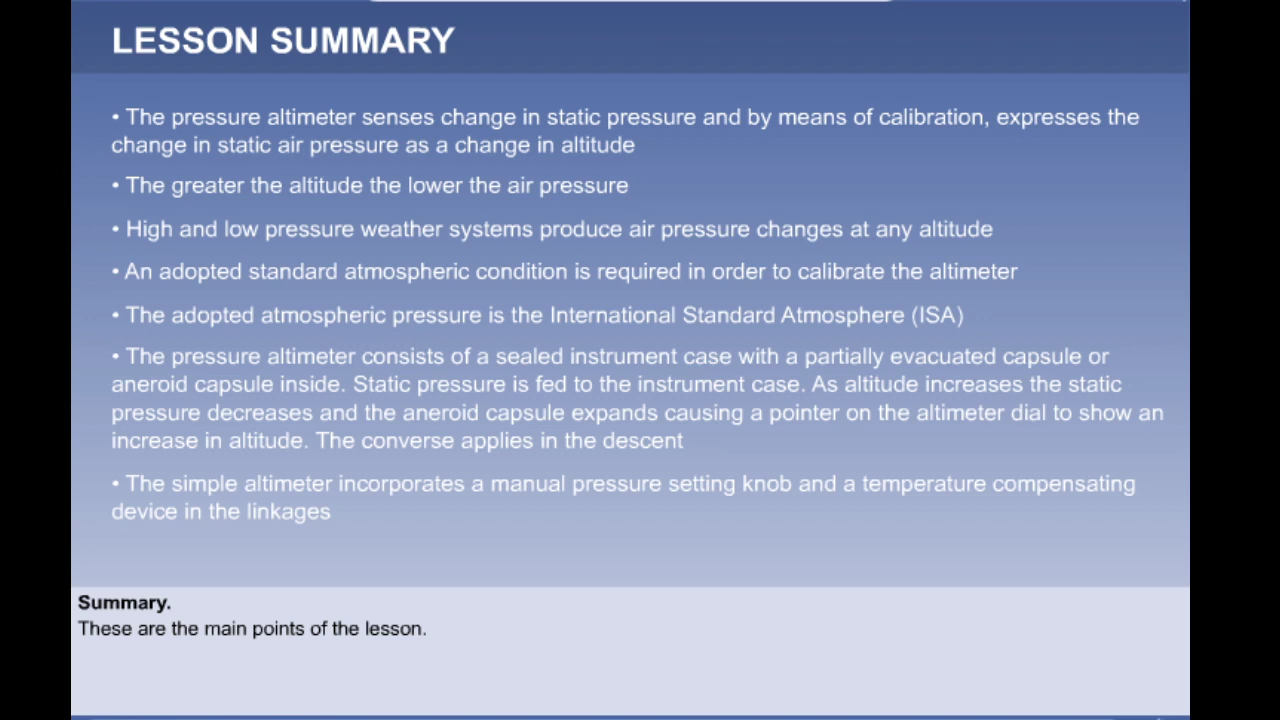 LESSON SUMMARY
• The pressure altimeter senses change in static pressure and by means of calibration, expresses the
change in static air pressure as a change in altitude
• The greater the altitude the lower the air pressure
• High and low pressure weather systems produce air pressure changes at any altitude
• An adopted standard atmospheric condition is required in order to calibrate the altimeter
• The adopted atmospheric pressure is the International Standard Atmosphere (ISA)
• The pressure altimeter consists of a sealed instrument case with a partially evacuated capsule or
aneroid capsule inside. Static pressure is fed to the instrument case. As altitude increases the static
pressure decreases and the aneroid capsule expands causing a pointer on the altimeter dial to show an
increase in altitude. The converse applies in the descent
• The simple altimeter incorporates a manual pressure setting knob and a temperature compensating
device in the linkages
Summary.
These are the main points of the lesson.